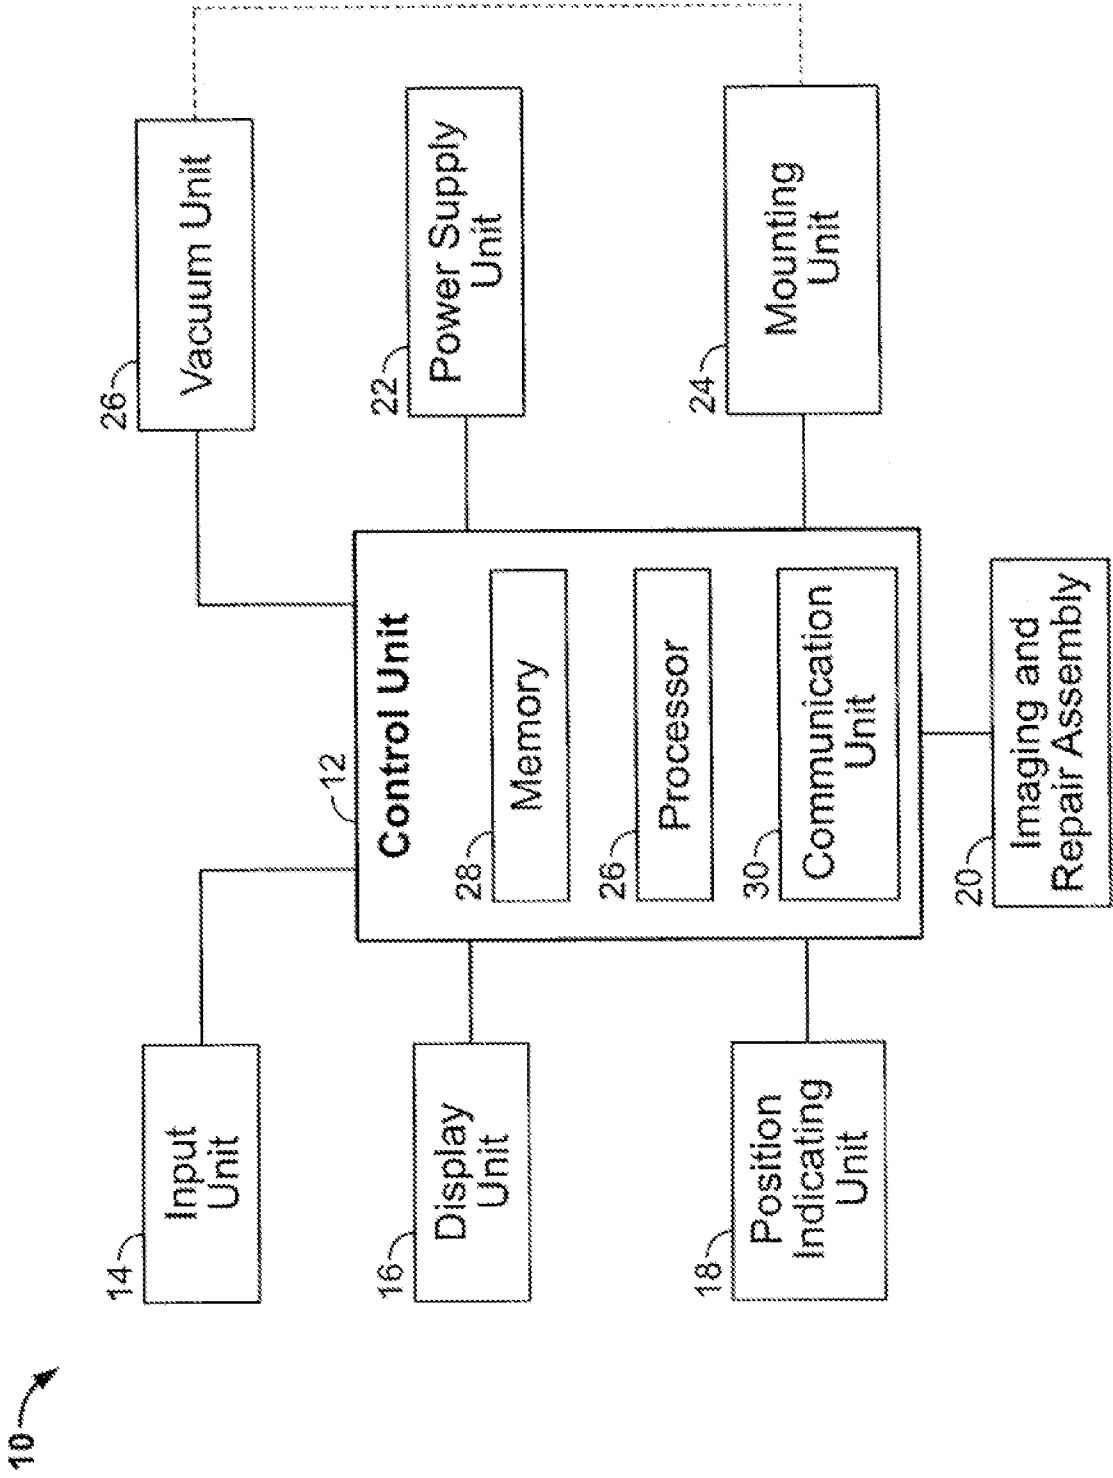 10
14
Input
Unit
12
Control Unit
26
Vacuum Unit
16
Display
Unit
28
Memory
22
Power Supply
Unit
26
Processor
18
Position
Indicating
Unit
30
Communication
Unit
24
Mounting
Unit
20
Imaging and
Repair Assembly